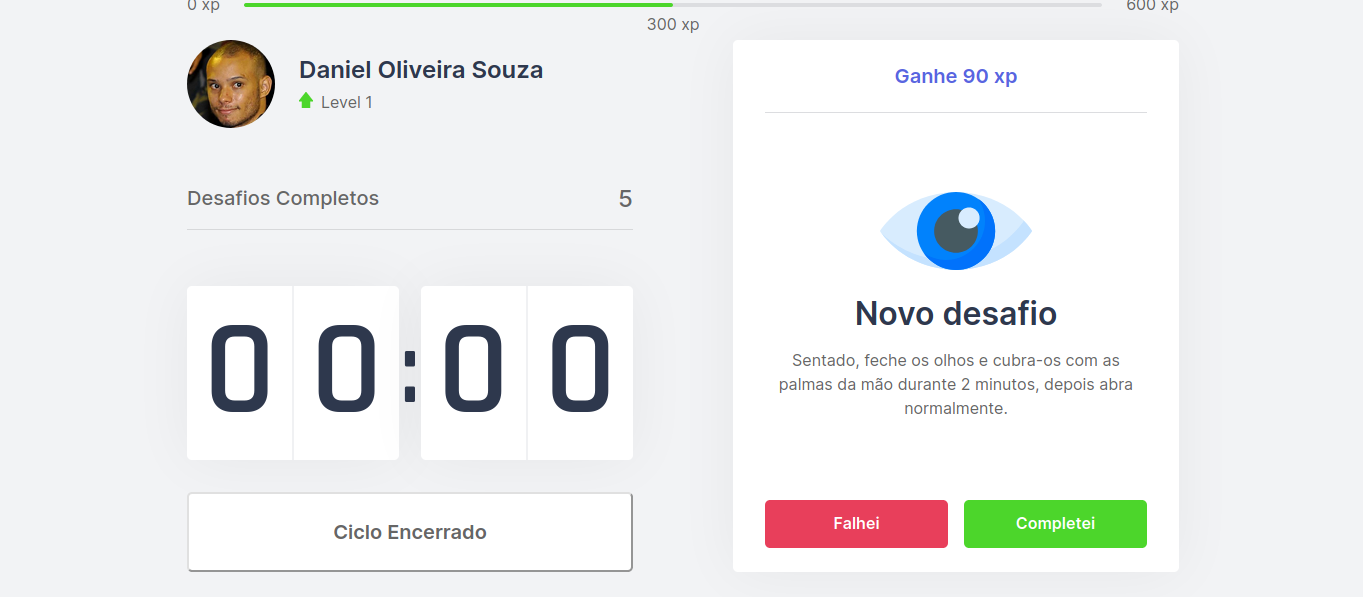 0 xp
600 xp
300 xp
Daniel Oliveira Souza
Level 1
Desafios Completos 5
00:00
Ciclo Encerrado
Ganhe 90 xp
Novo desafio
Sentado, feche os olhos e cubra-os com as
palmas da mão durante 2 minutos, depois abra
normalmente.
Falhei
Completei